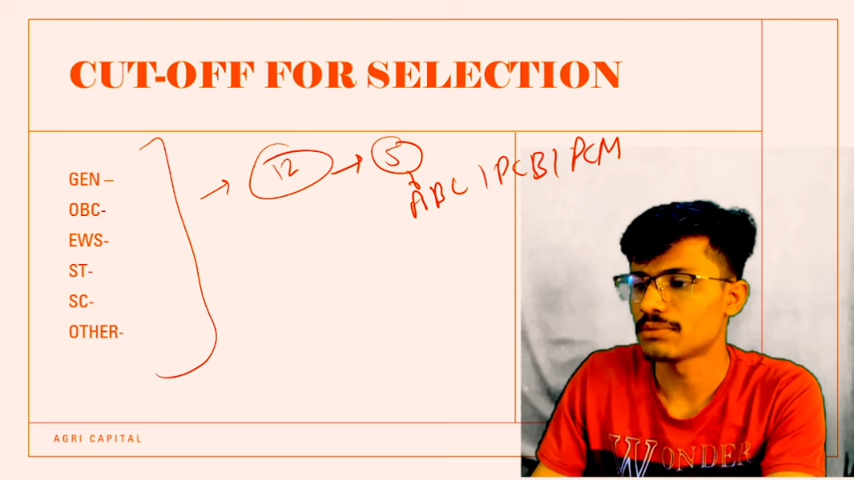 CUT-OFF FOR SELECTION
GEN –
OBC-
EWS-
ST-
SC-
OTHER-
12
5
ABC | PCB | PCM
AGRI CAPITAL
WONDER